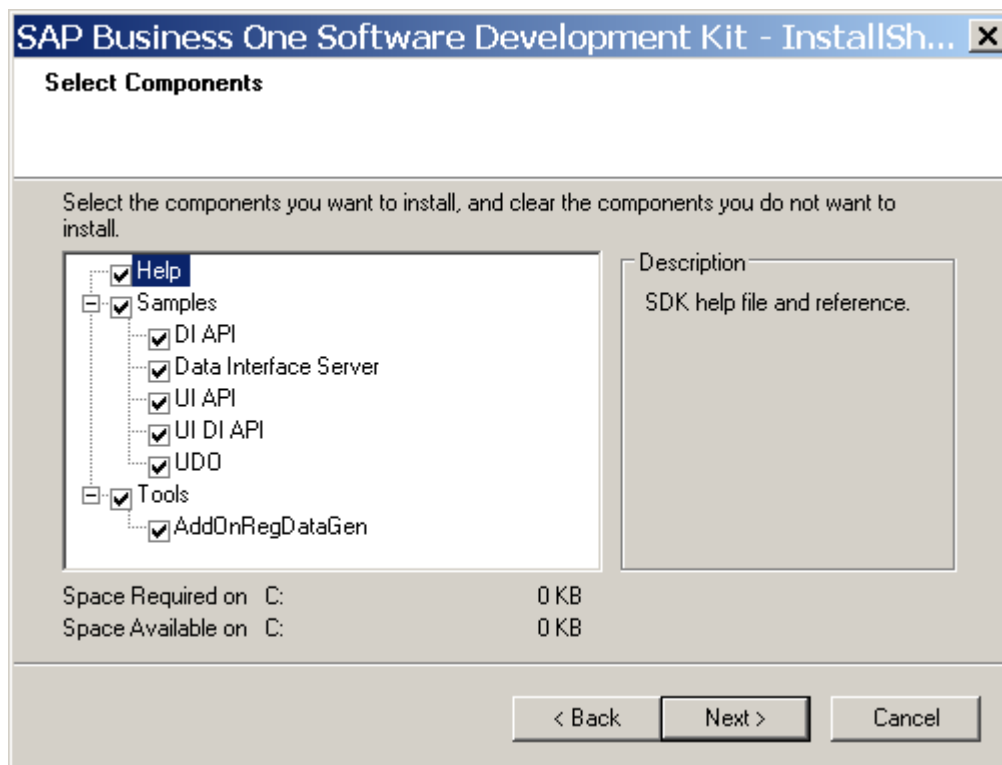 SAP Business One Software Development Kit - InstallSh...
Select Components
Select the components you want to install, and clear the components you do not want to
install.
Help
Samples
DI API
Data Interface Server
UI API
UI DI API
UDO
Tools
AddOnRegDataGen
Description
SDK help file and reference.
Space Required on C: 0 KB
Space Available on C: 0 KB
< Back Next > Cancel